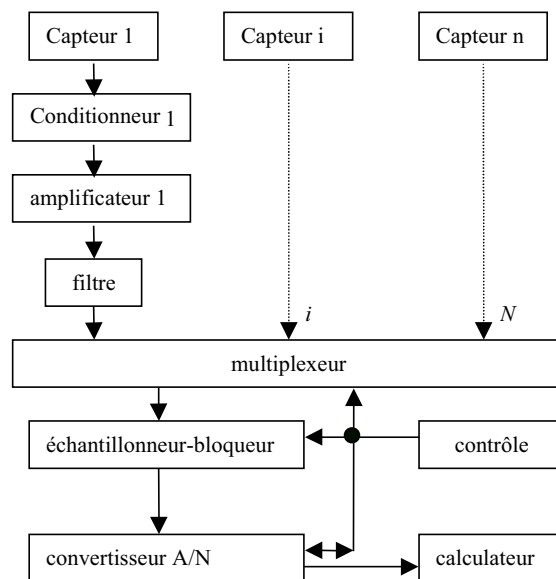 Capteur 1
Capteur i
Capteur n
Conditionneur 1
amplificateur 1
filtre
i
N
multiplexeur
échantillonneur-bloqueur
contrôle
convertisseur A/N
calculateur